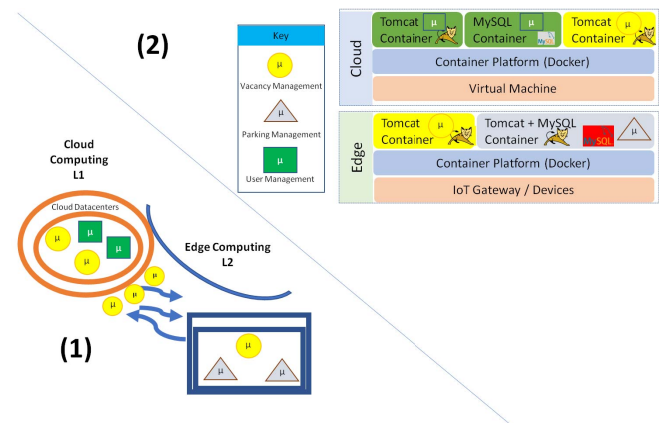 (2)
Key
μ
Vacancy Management
μ
Parking Management
μ
User Management
Cloud
Tomcat
Container
μ
MySQL
Container
μ
MySQL
Tomcat
Container
μ
Container Platform (Docker)
Virtual Machine
Edge
Tomcat
Container
μ
Tomcat + MySQL
Container
MySQL
μ
Container Platform (Docker)
IoT Gateway / Devices
Cloud
Computing
L1
Cloud Datacenters
μ
μ
μ
μ
Edge Computing
L2
μ
μ
μ
(1)
μ
μ
μ